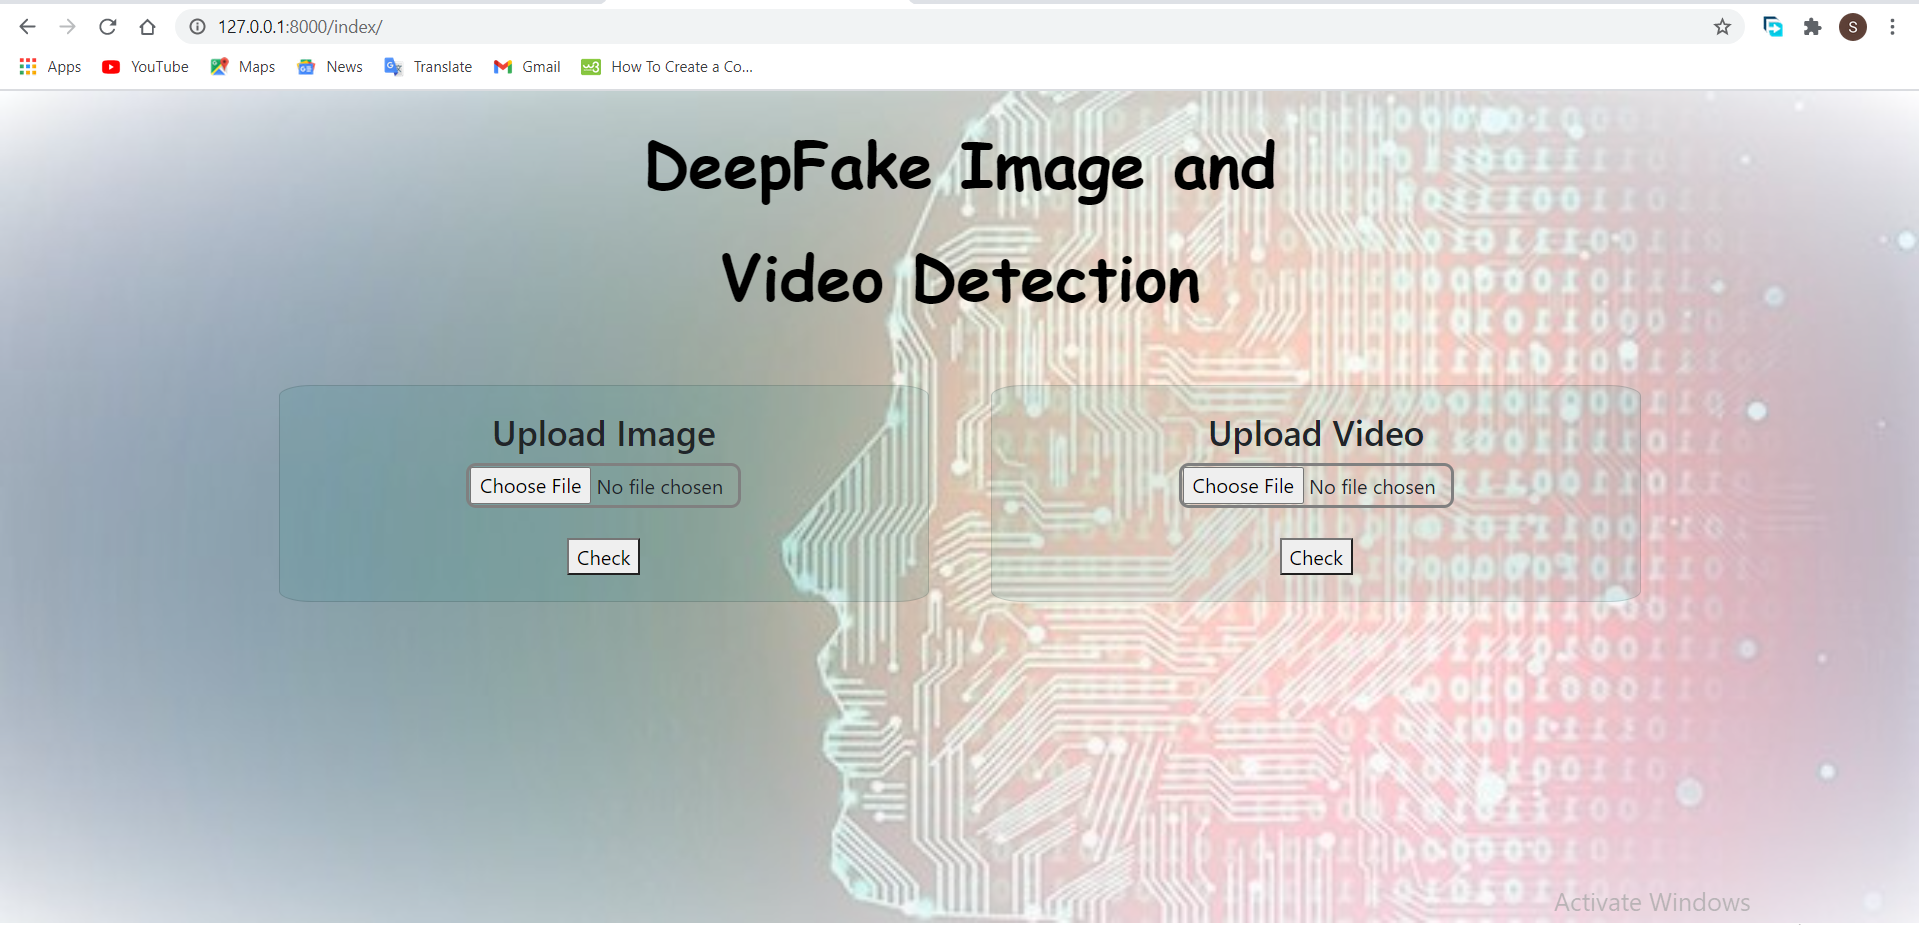 127.0.0.1:8000/index/
S
Apps YouTube Maps News Translate Gmail How To Create a Co...
DeepFake Image and
Video Detection
Upload Image
Choose File No file chosen
Check
Upload Video
Choose File No file chosen
Check
Activate Windows